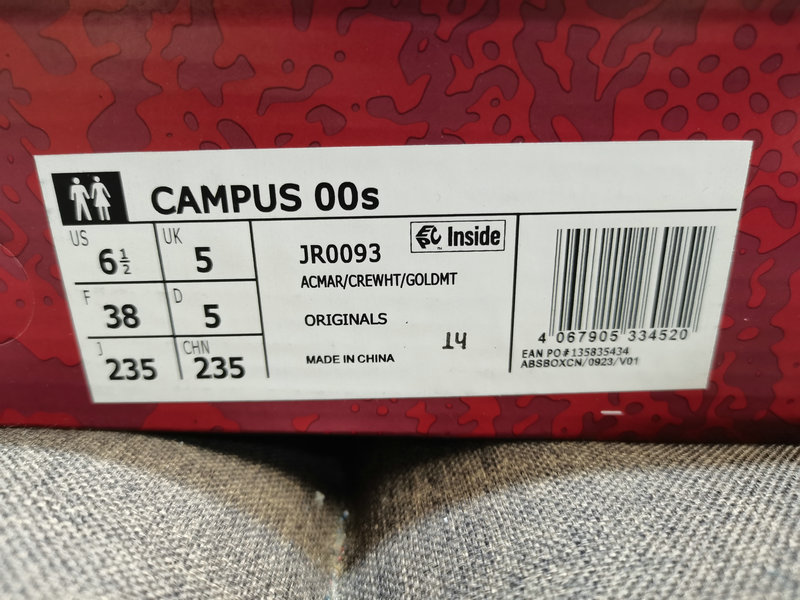 CAMPUS 00s
US 6½
UK 5
F 38
D 5
J 235
CHN 235
Inside
JR0093
ACMAR/CREWHT/GOLDMT
ORIGINALS
14
MADE IN CHINA
4 067905 334520
EAN PO#135835434
ABSBOXCN/0923/V01